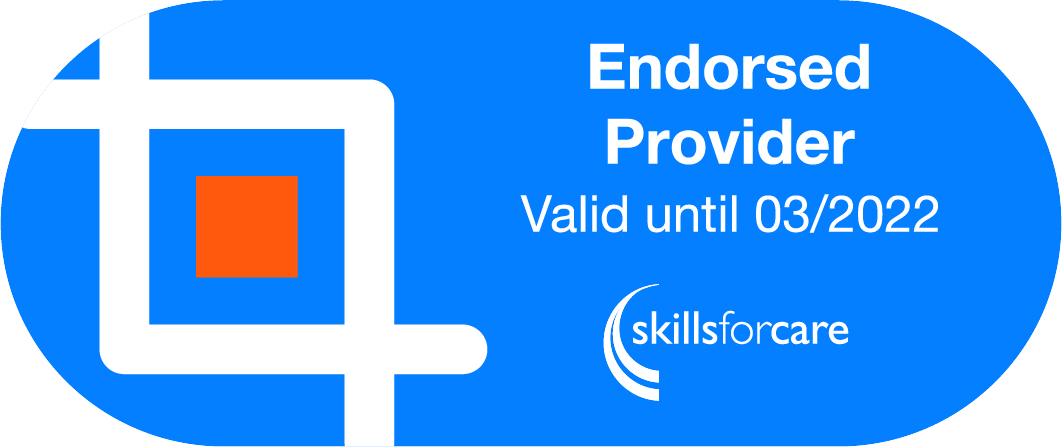 Endorsed
Provider
Valid until 03/2022
skillsforcare